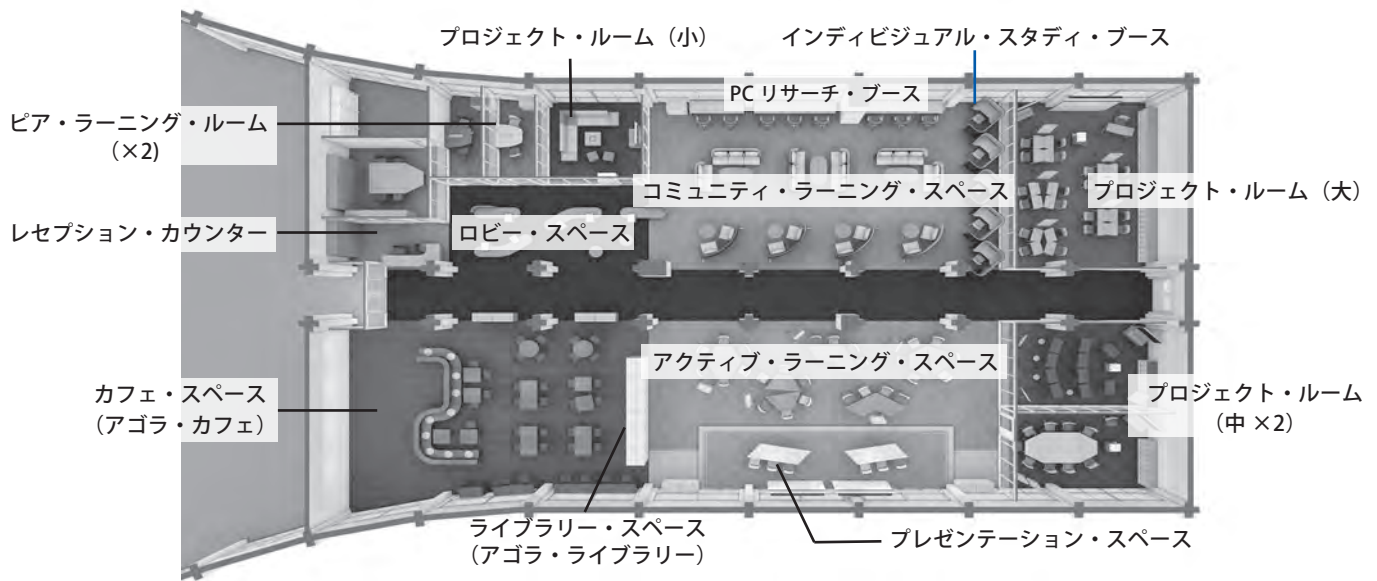 プロジェクト・ルーム（小）
インディビジュアル・スタディ・ブース
PC リサーチ・ブース
ピア・ラーニング・ルーム
（×2）
コミュニティ・ラーニング・スペース
プロジェクト・ルーム（大）
レセプション・カウンター
ロビー・スペース
アクティブ・ラーニング・スペース
カフェ・スペース
（アゴラ・カフェ）
プロジェクト・ルーム
（中 ×2）
ライブラリー・スペース
（アゴラ・ライブラリー）
プレゼンテーション・スペース